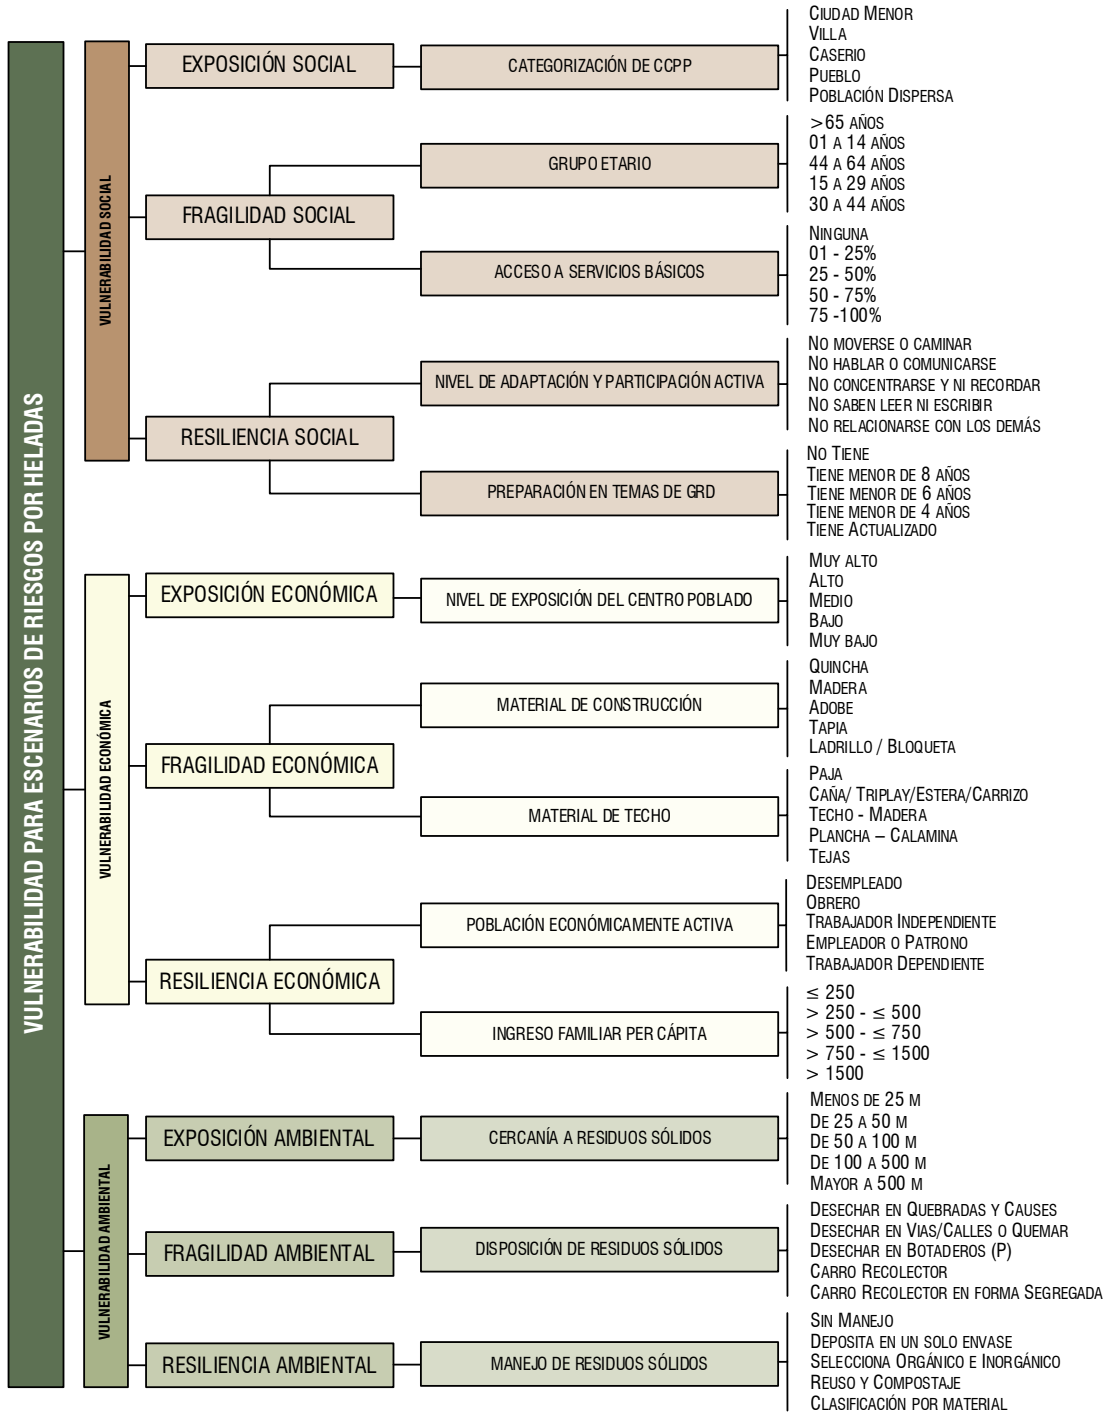 VULNERABILIDAD PARA ESCENARIOS DE RIESGOS POR HELADAS
VULNERABILIDAD SOCIAL
EXPOSICIÓN SOCIAL
CATEGORIZACIÓN DE CCPP
CIUDAD MENOR
VILLA
CASERIO
PUEBLO
POBLACIÓN DISPERSA
FRAGILIDAD SOCIAL
GRUPO ETARIO
>65 AÑOS
01 A 14 AÑOS
44 A 64 AÑOS
15 A 29 AÑOS
30 A 44 AÑOS
ACCESO A SERVICIOS BÁSICOS
NINGUNA
01 - 25%
25 - 50%
50 - 75%
75 -100%
RESILIENCIA SOCIAL
NIVEL DE ADAPTACIÓN Y PARTICIPACIÓN ACTIVA
NO MOVERSE O CAMINAR
NO HABLAR O COMUNICARSE
NO CONCENTRARSE Y NI RECORDAR
NO SABEN LEER NI ESCRIBIR
NO RELACIONARSE CON LOS DEMÁS
PREPARACIÓN EN TEMAS DE GRD
NO TIENE
TIENE MENOR DE 8 AÑOS
TIENE MENOR DE 6 AÑOS
TIENE MENOR DE 4 AÑOS
TIENE ACTUALIZADO
VULNERABILIDAD ECONÓMICA
EXPOSICIÓN ECONÓMICA
NIVEL DE EXPOSICIÓN DEL CENTRO POBLADO
MUY ALTO
ALTO
MEDIO
BAJO
MUY BAJO
FRAGILIDAD ECONÓMICA
MATERIAL DE CONSTRUCCIÓN
QUINCHA
MADERA
ADOBE
TAPIA
LADRILLO / BLOQUETA
MATERIAL DE TECHO
PAJA
CAÑA/ TRIPLAY/ESTERA/CARRIZO
TECHO - MADERA
PLANCHA – CALAMINA
TEJAS
RESILIENCIA ECONÓMICA
POBLACIÓN ECONÓMICAMENTE ACTIVA
DESEMPLEADO
OBRERO
TRABAJADOR INDEPENDIENTE
EMPLEADOR O PATRONO
TRABAJADOR DEPENDIENTE
INGRESO FAMILIAR PER CÁPITA
≤ 250
> 250 - ≤ 500
> 500 - ≤ 750
> 750 - ≤ 1500
> 1500
VULNERABILIDAD AMBIENTAL
EXPOSICIÓN AMBIENTAL
CERCANÍA A RESIDUOS SÓLIDOS
MENOS DE 25 M
DE 25 A 50 M
DE 50 A 100 M
DE 100 A 500 M
MAYOR A 500 M
FRAGILIDAD AMBIENTAL
DISPOSICIÓN DE RESIDUOS SÓLIDOS
DESECHAR EN QUEBRADAS Y CAUSES
DESECHAR EN VIAS/CALLES O QUEMAR
DESECHAR EN BOTADEROS (P)
CARRO RECOLECTOR
CARRO RECOLECTOR EN FORMA SEGREGADA
RESILIENCIA AMBIENTAL
MANEJO DE RESIDUOS SÓLIDOS
SIN MANEJO
DEPOSITA EN UN SOLO ENVASE
SELECCIONA ORGÁNICO E INORGÁNICO
REUSO Y COMPOSTAJE
CLASIFICACIÓN POR MATERIAL